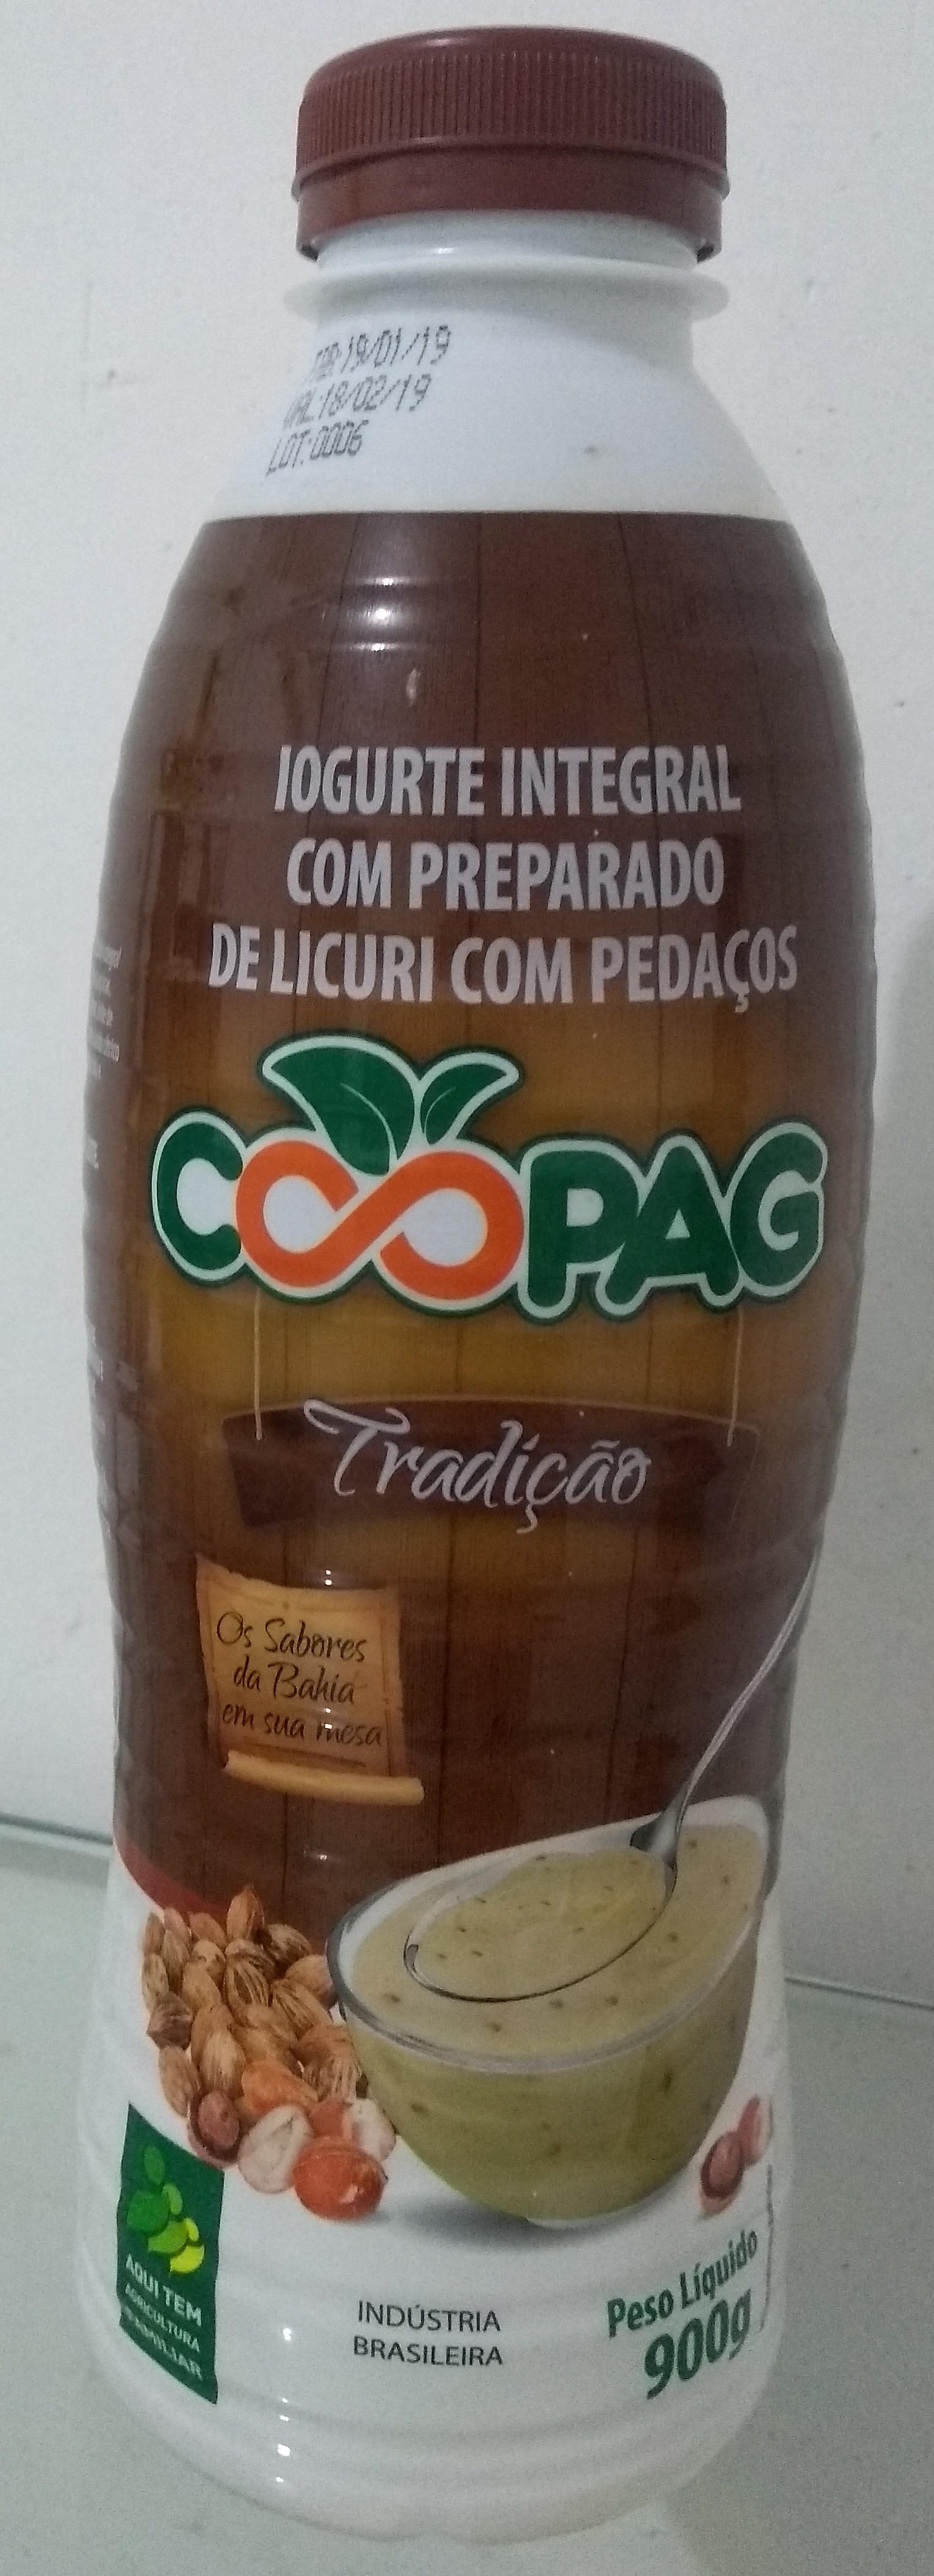 FAB:19/01/19
VAL:18/02/19
LOT:0006
IOGURTE INTEGRAL
COM PREPARADO
DE LICURI COM PEDAÇOS
COOPAG
Tradição
Os Sabores
da Bahia
em sua mesa
AQUI TEM
AGRICULTURA
FAMILIAR
INDÚSTRIA
BRASILEIRA
Peso Líquido
900g